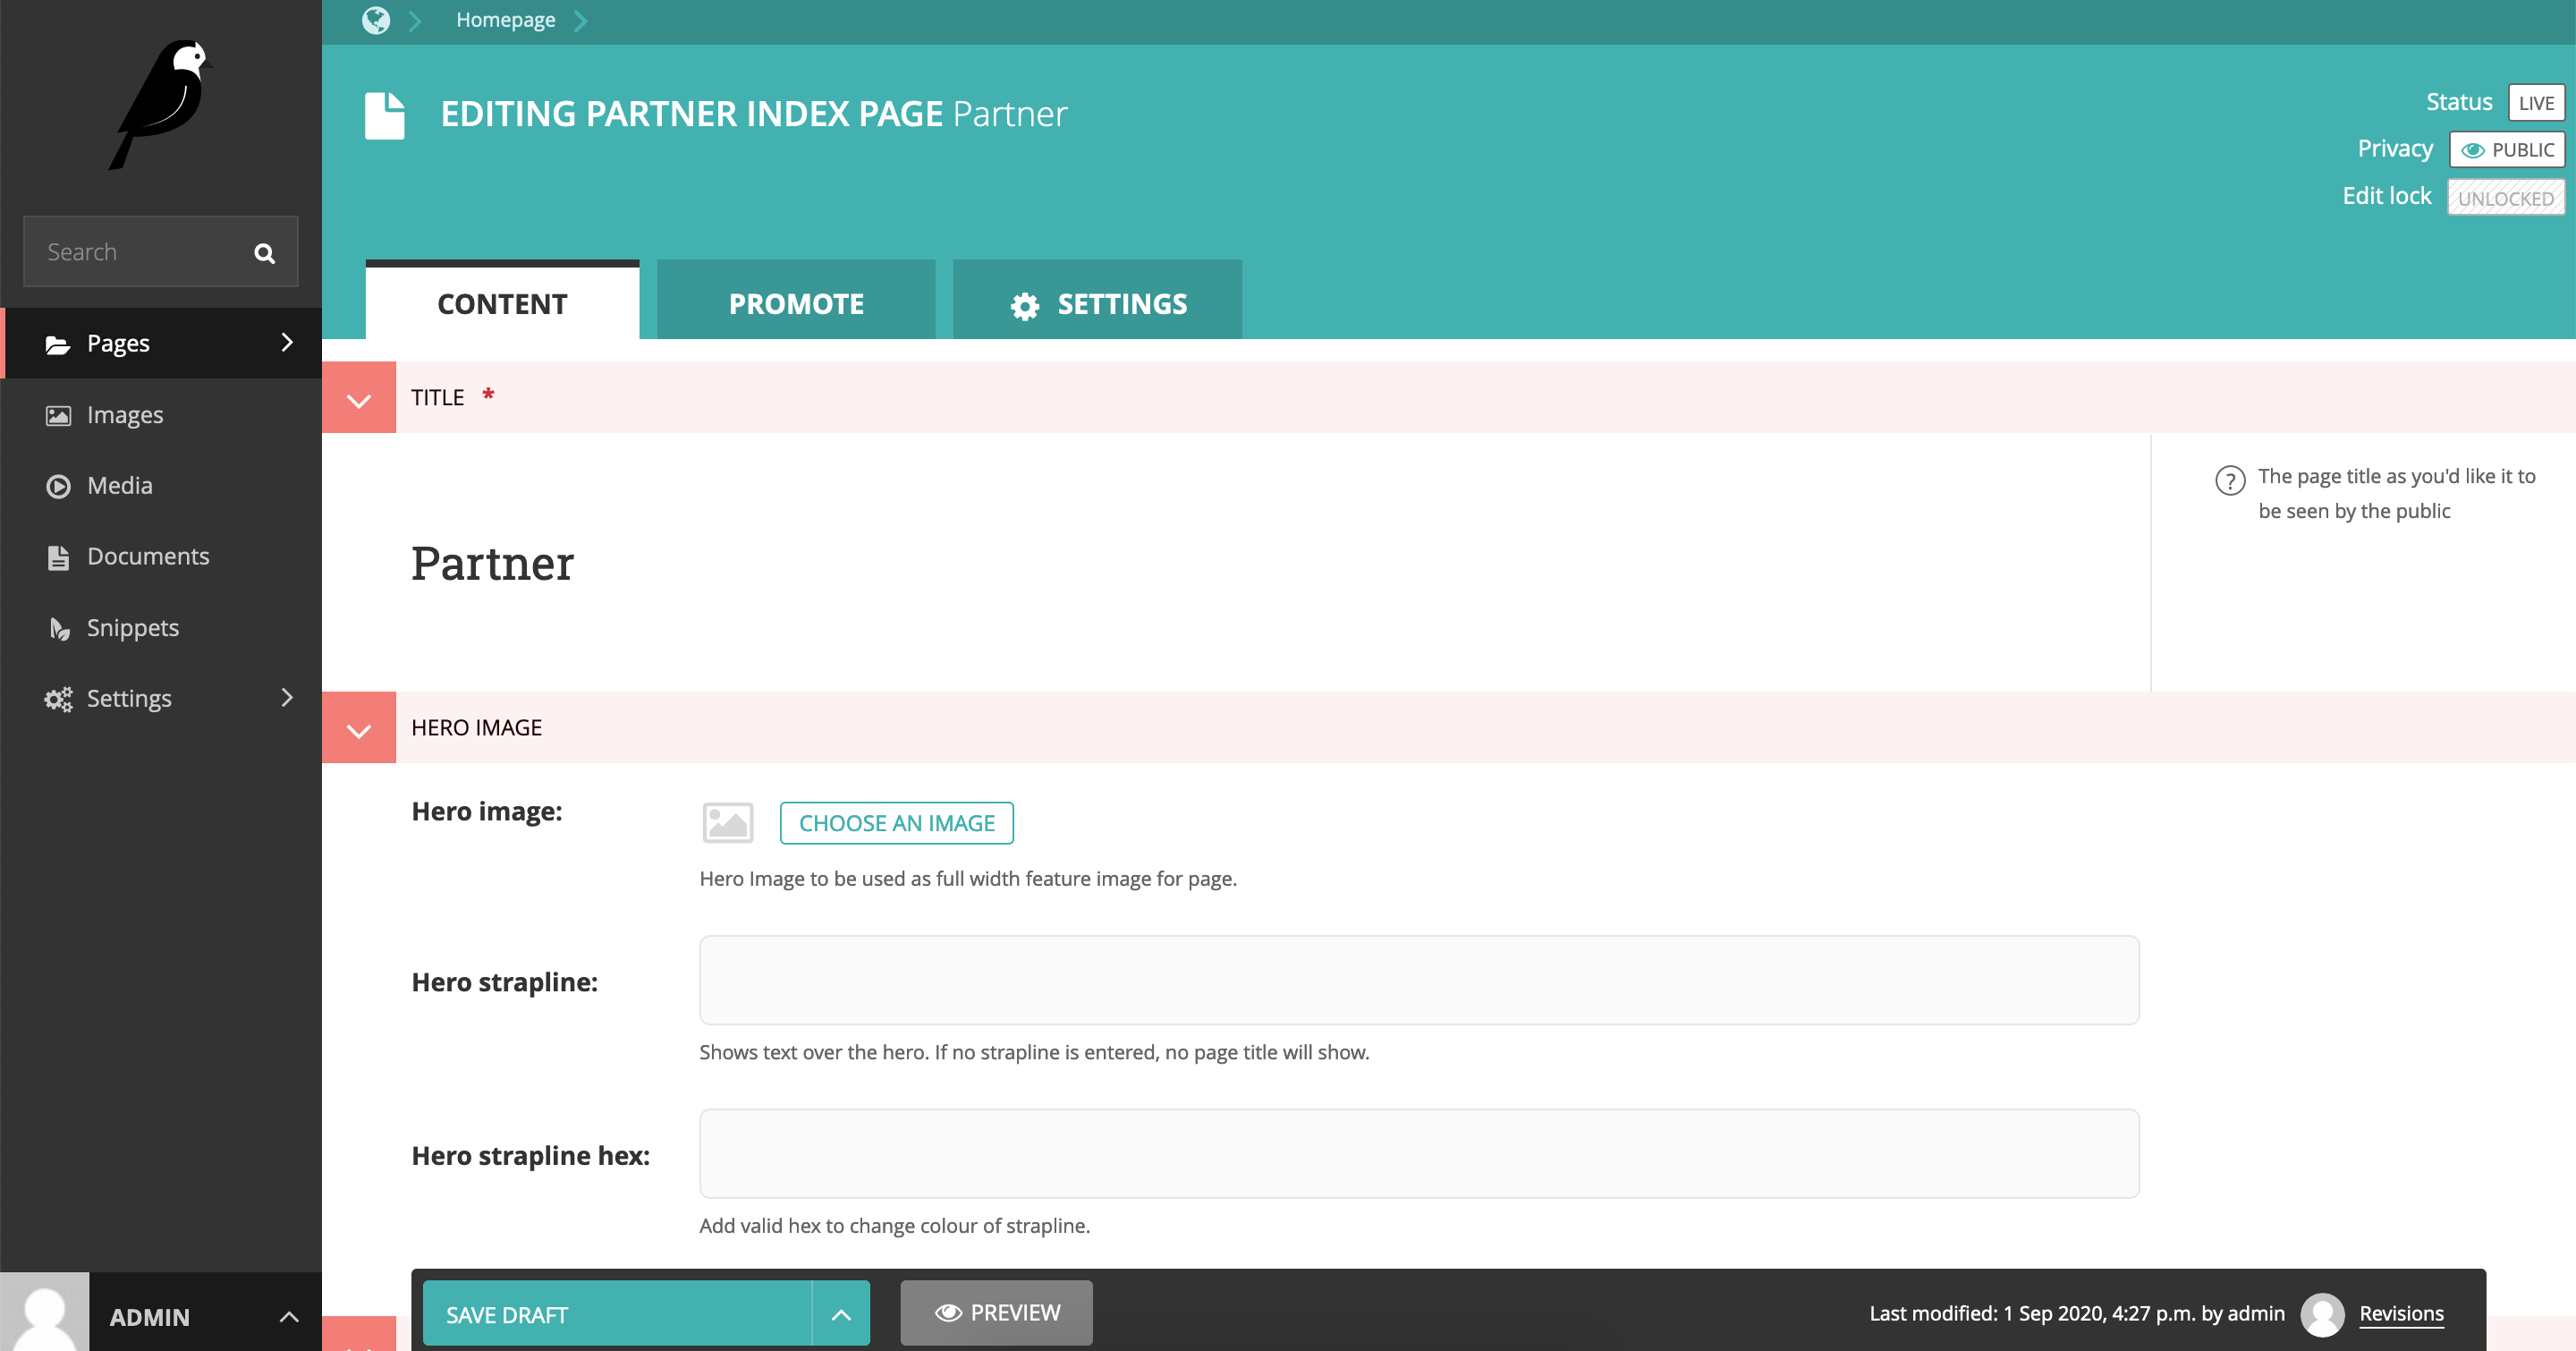 Homepage
EDITING PARTNER INDEX PAGE Partner
Status LIVE
Privacy PUBLIC
Edit lock UNLOCKED
Search
Pages
Images
Media
Documents
Snippets
Settings
ADMIN
CONTENT
PROMOTE
SETTINGS
TITLE *
Partner
The page title as you'd like it to
be seen by the public
HERO IMAGE
Hero image:
CHOOSE AN IMAGE
Hero Image to be used as full width feature image for page.
Hero strapline:
Shows text over the hero. If no strapline is entered, no page title will show.
Hero strapline hex:
Add valid hex to change colour of strapline.
SAVE DRAFT
PREVIEW
Last modified: 1 Sep 2020, 4:27 p.m. by admin
Revisions